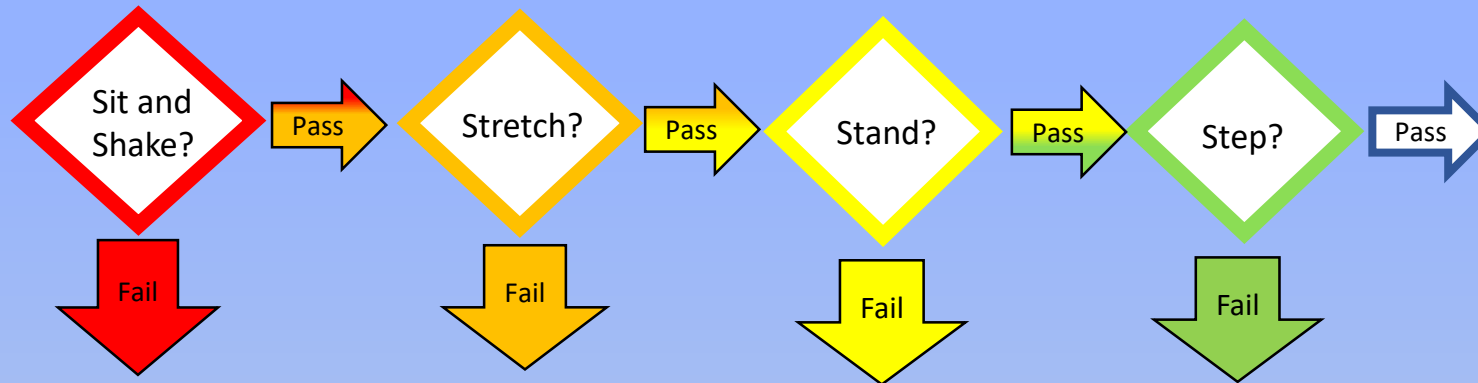 Sit and
Shake?
Pass
Stretch?
Pass
Stand?
Pass
Step?
Pass
Fail
Fail
Fail
Fail